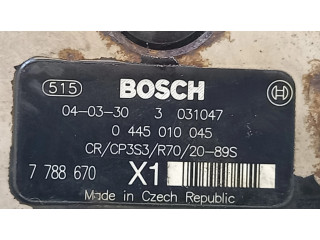 515 BOSCH
04-03-30 3 031047
0 445 010 045
CR/CP3S3/R70/20-89S
7 788 670 X1
Made in Czech Republic